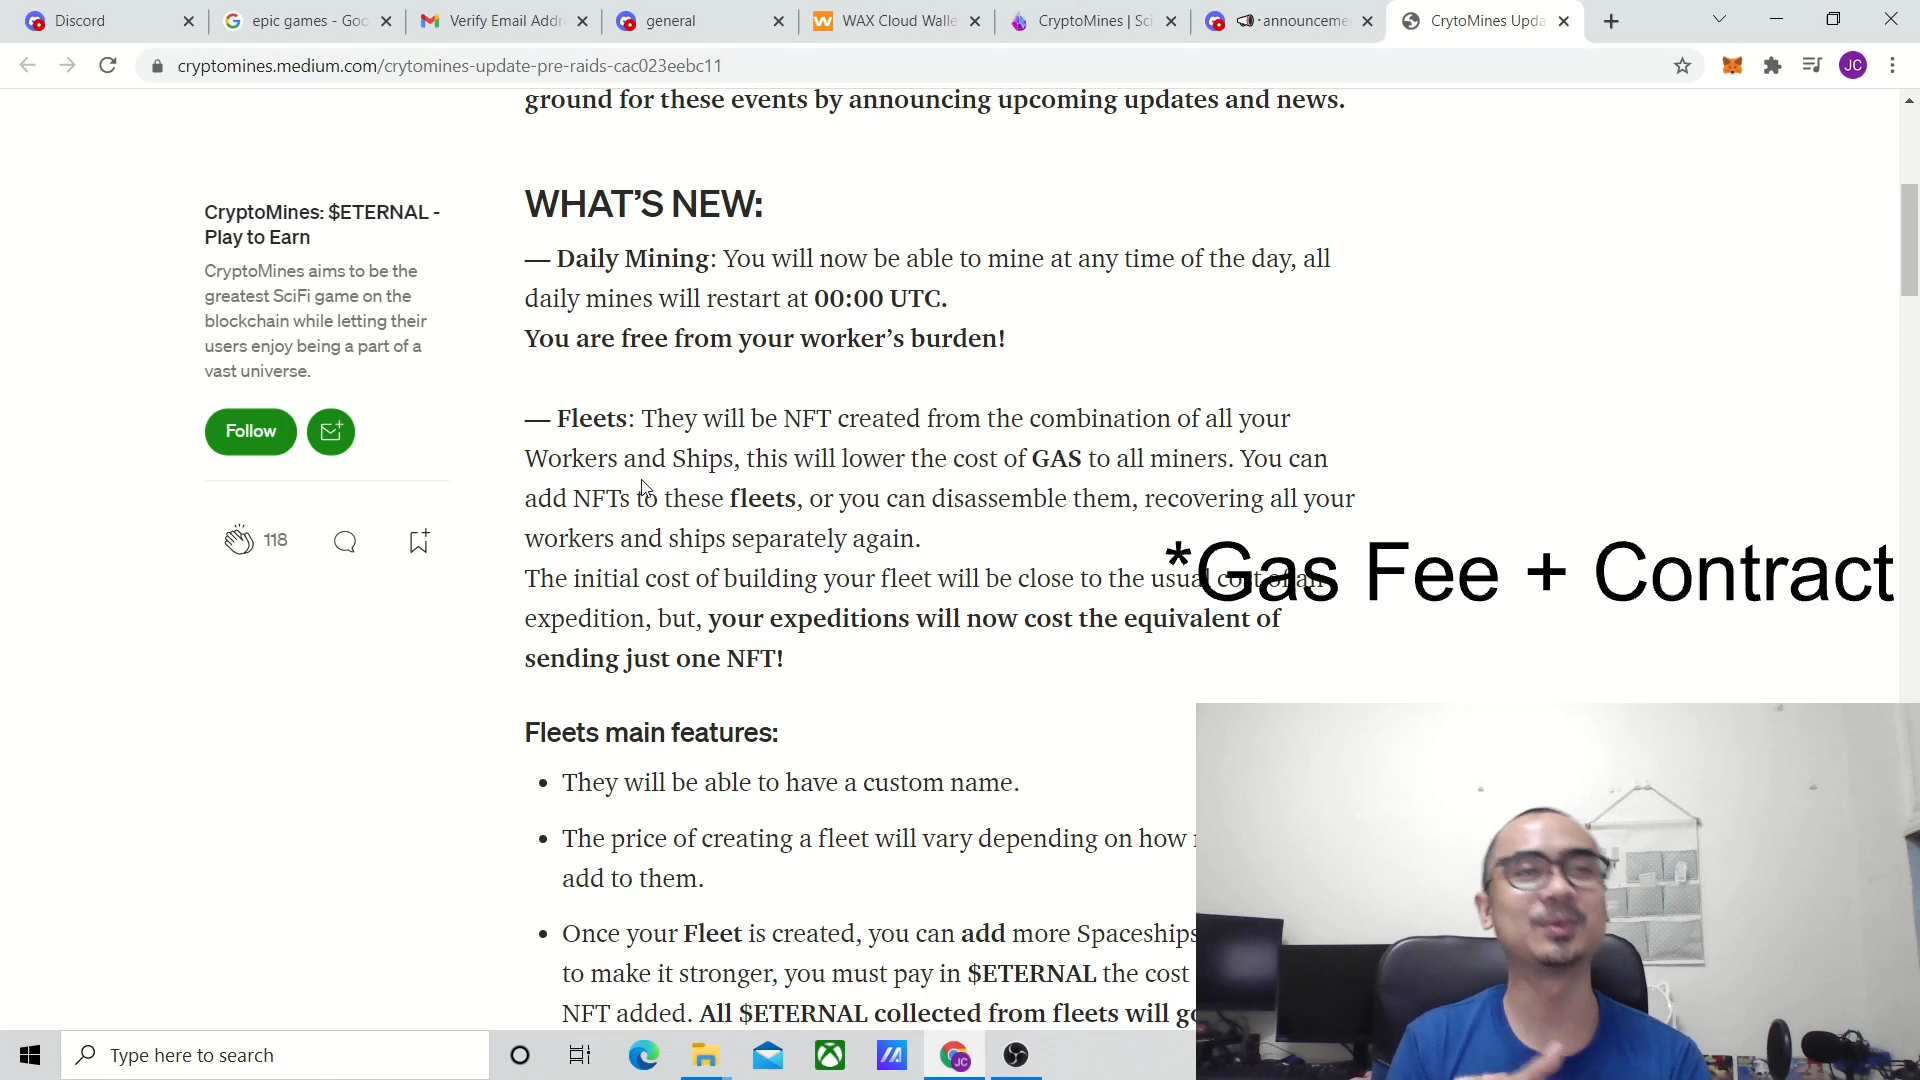 Discord
epic games - Goo
Verify Email Addre
general
WAX Cloud Walle
CryptoMines | Sci
announceme
CrytoMines Upda
cryptomines.medium.com/crytomines-update-pre-raids-cac023eebc11
JC
ground for these events by announcing upcoming updates and news.
CryptoMines: $ETERNAL -
Play to Earn
CryptoMines aims to be the
greatest SciFi game on the
blockchain while letting their
users enjoy being a part of a
vast universe.
Follow
118
WHAT’S NEW:
— Daily Mining: You will now be able to mine at any time of the day, all
daily mines will restart at 00:00 UTC.
You are free from your worker’s burden!
— Fleets: They will be NFT created from the combination of all your
Workers and Ships, this will lower the cost of GAS to all miners. You can
add NFTs to these fleets, or you can disassemble them, recovering all your
workers and ships separately again.
The initial cost of building your fleet will be close to the usual cost of an
expedition, but, your expeditions will now cost the equivalent of
sending just one NFT!
*Gas Fee + Contract
Fleets main features:
• They will be able to have a custom name.
• The price of creating a fleet will vary depending on how
add to them.
• Once your Fleet is created, you can add more Spaceships
to make it stronger, you must pay in $ETERNAL the cost
NFT added. All $ETERNAL collected from fleets will go
Type here to search
JC